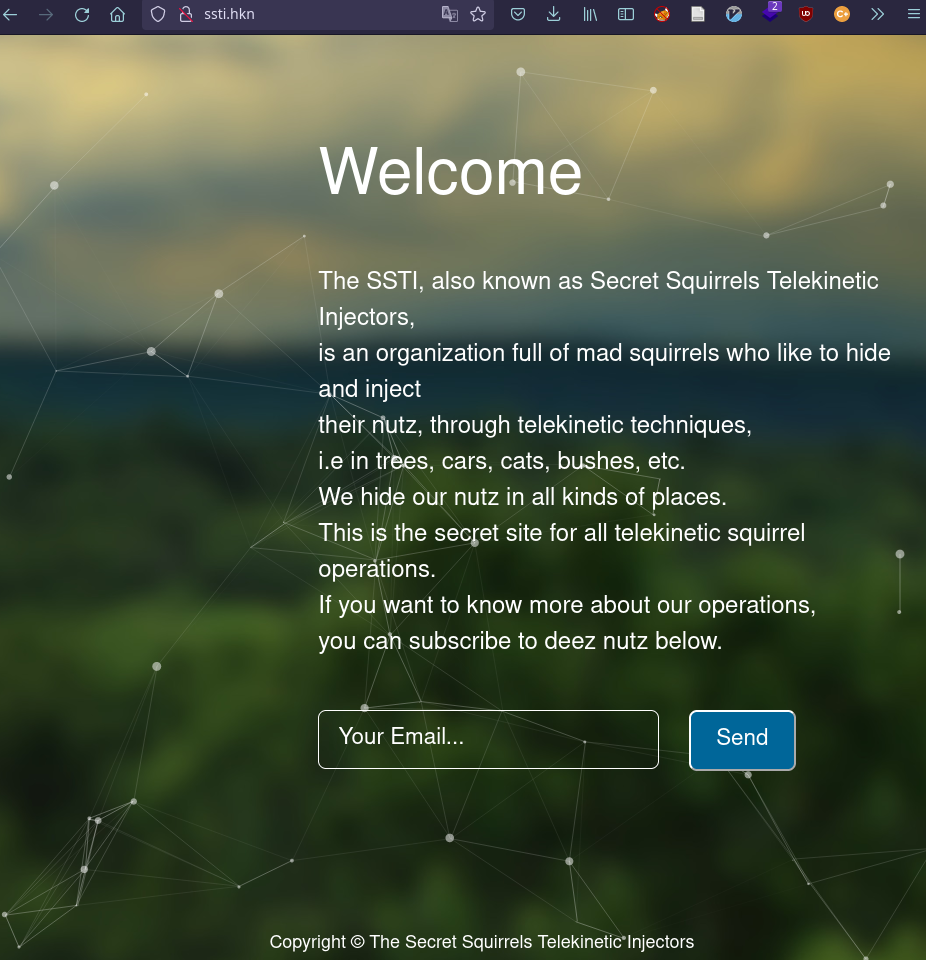 ssti.hkn
2
UD
C
Welcome
The SSTI, also known as Secret Squirrels Telekinetic
Injectors,
is an organization full of mad squirrels who like to hide
and inject
their nutz, through telekinetic techniques,
i.e in trees, cars, cats, bushes, etc.
We hide our nutz in all kinds of places.
This is the secret site for all telekinetic squirrel
operations.
If you want to know more about our operations,
you can subscribe to deez nutz below.
Your Email... Send
Copyright © The Secret Squirrels Telekinetic Injectors